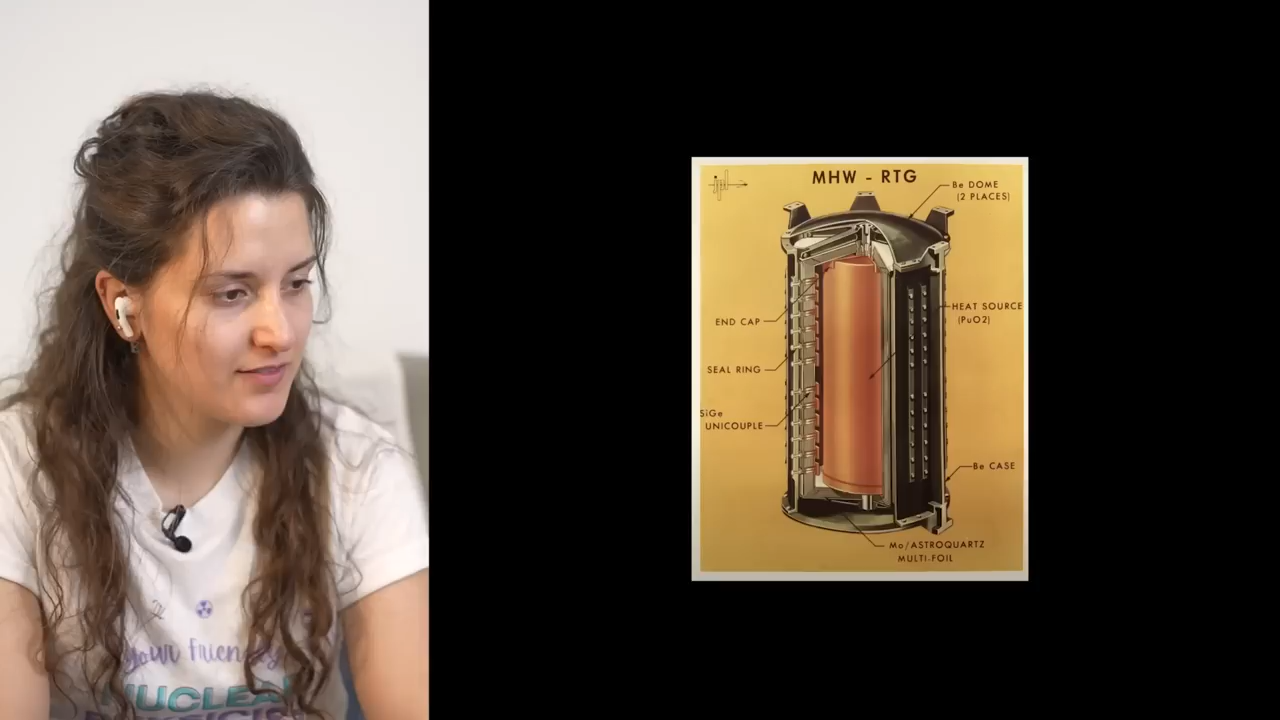 MHW - RTG
Be DOME
(2 PLACES)
HEAT SOURCE
(PuO2)
END CAP
SEAL RING
SiGe
UNICOUPLE
Be CASE
Mo/ASTROQUARTZ
MULTI-FOIL
your friendly
NUCLEAR